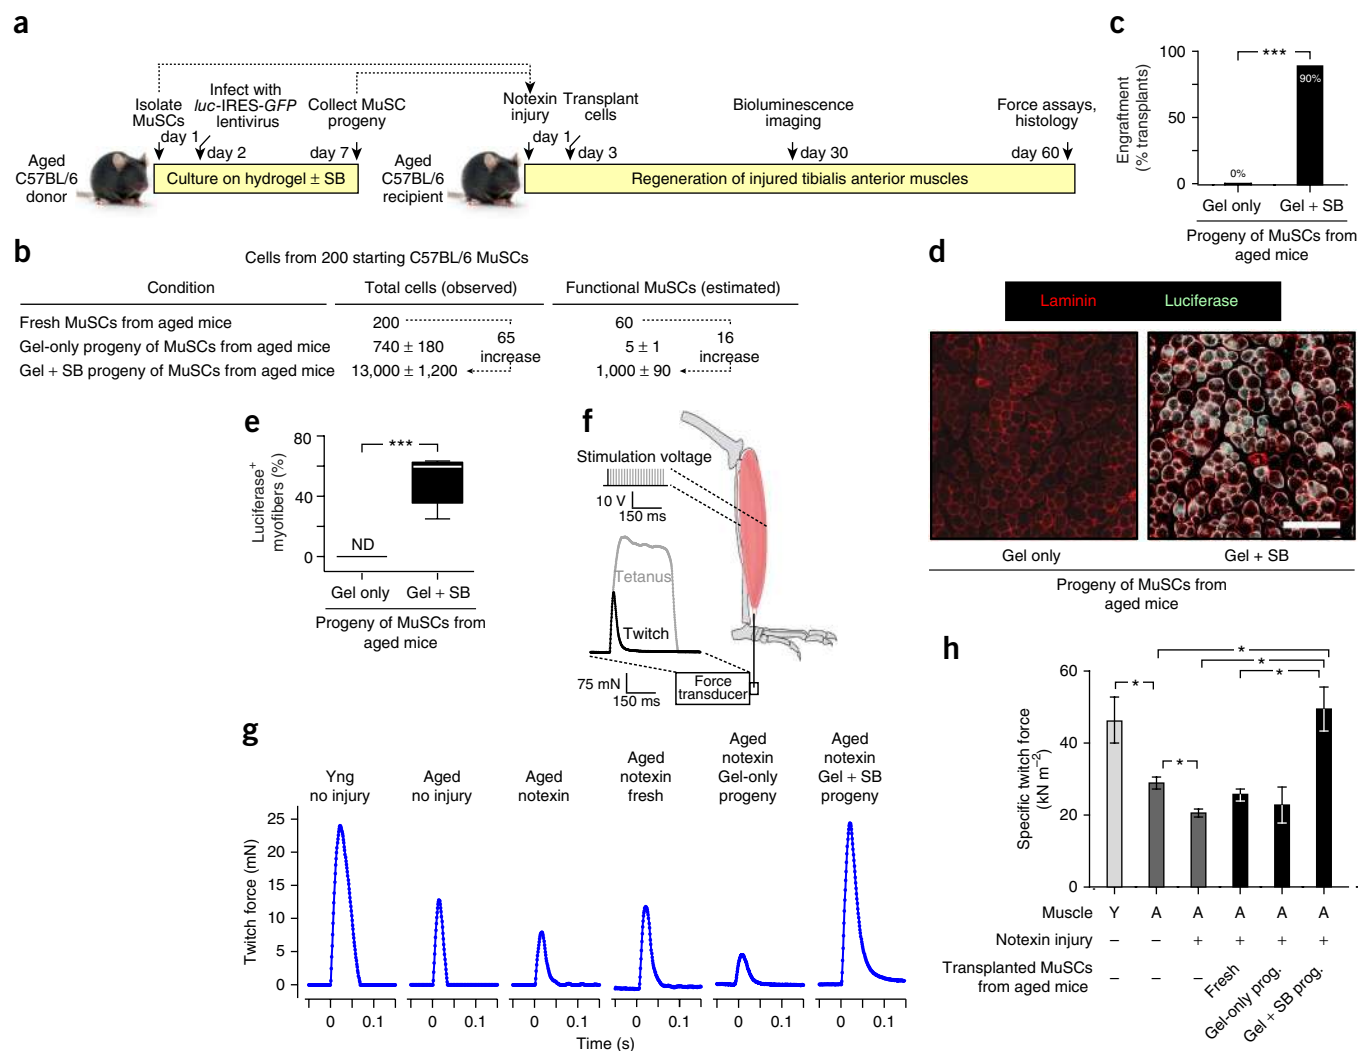 a
Isolate
MuSCs
day 1
Infect with
luc-IRES-GFP
lentivirus
day 2
Collect MuSC
progeny
day 7
Aged
C57BL/6
donor
Culture on hydrogel ± SB
Notexin
injury
day 1
Transplant
cells
day 3
Bioluminescence
imaging
day 30
Force assays,
histology
day 60
Aged
C57BL/6
recipient
Regeneration of injured tibialis anterior muscles
b
Cells from 200 starting C57BL/6 MuSCs
Condition Total cells (observed) Functional MuSCs (estimated)
Fresh MuSCs from aged mice 200 60
Gel-only progeny of MuSCs from aged mice 740 ± 180 5 ± 1
Gel + SB progeny of MuSCs from aged mice 13,000 ± 1,200 1,000 ± 90
65
increase
16
increase
c
Engraftment
(% transplants)
100
50
0
***
0%
90%
Gel only Gel + SB
Progeny of MuSCs from
aged mice
d
Laminin Luciferase
Gel only Gel + SB
Progeny of MuSCs from
aged mice
e
Luciferase+
myofibers (%)
80
40
0
***
ND
Gel only Gel + SB
Progeny of MuSCs from
aged mice
f
Stimulation voltage
10 V
150 ms
Tetanus
Twitch
75 mN
150 ms
Force
transducer
g
Yng
no injury
Aged
no injury
Aged
notexin
Aged
notexin
fresh
Aged
notexin
Gel-only
progeny
Aged
notexin
Gel + SB
progeny
Twitch force (mN)
25
20
15
10
5
0
0 0.1 0 0.1 0 0.1 0 0.1 0 0.1 0 0.1
Time (s)
h
Specific twitch force
(kN m−2)
60
40
20
0
*
*
*
*
*
Muscle Y A A A A A
Notexin injury – – + + + +
Transplanted MuSCs
from aged mice
– – – Fresh Gel-only prog. Gel + SB prog.